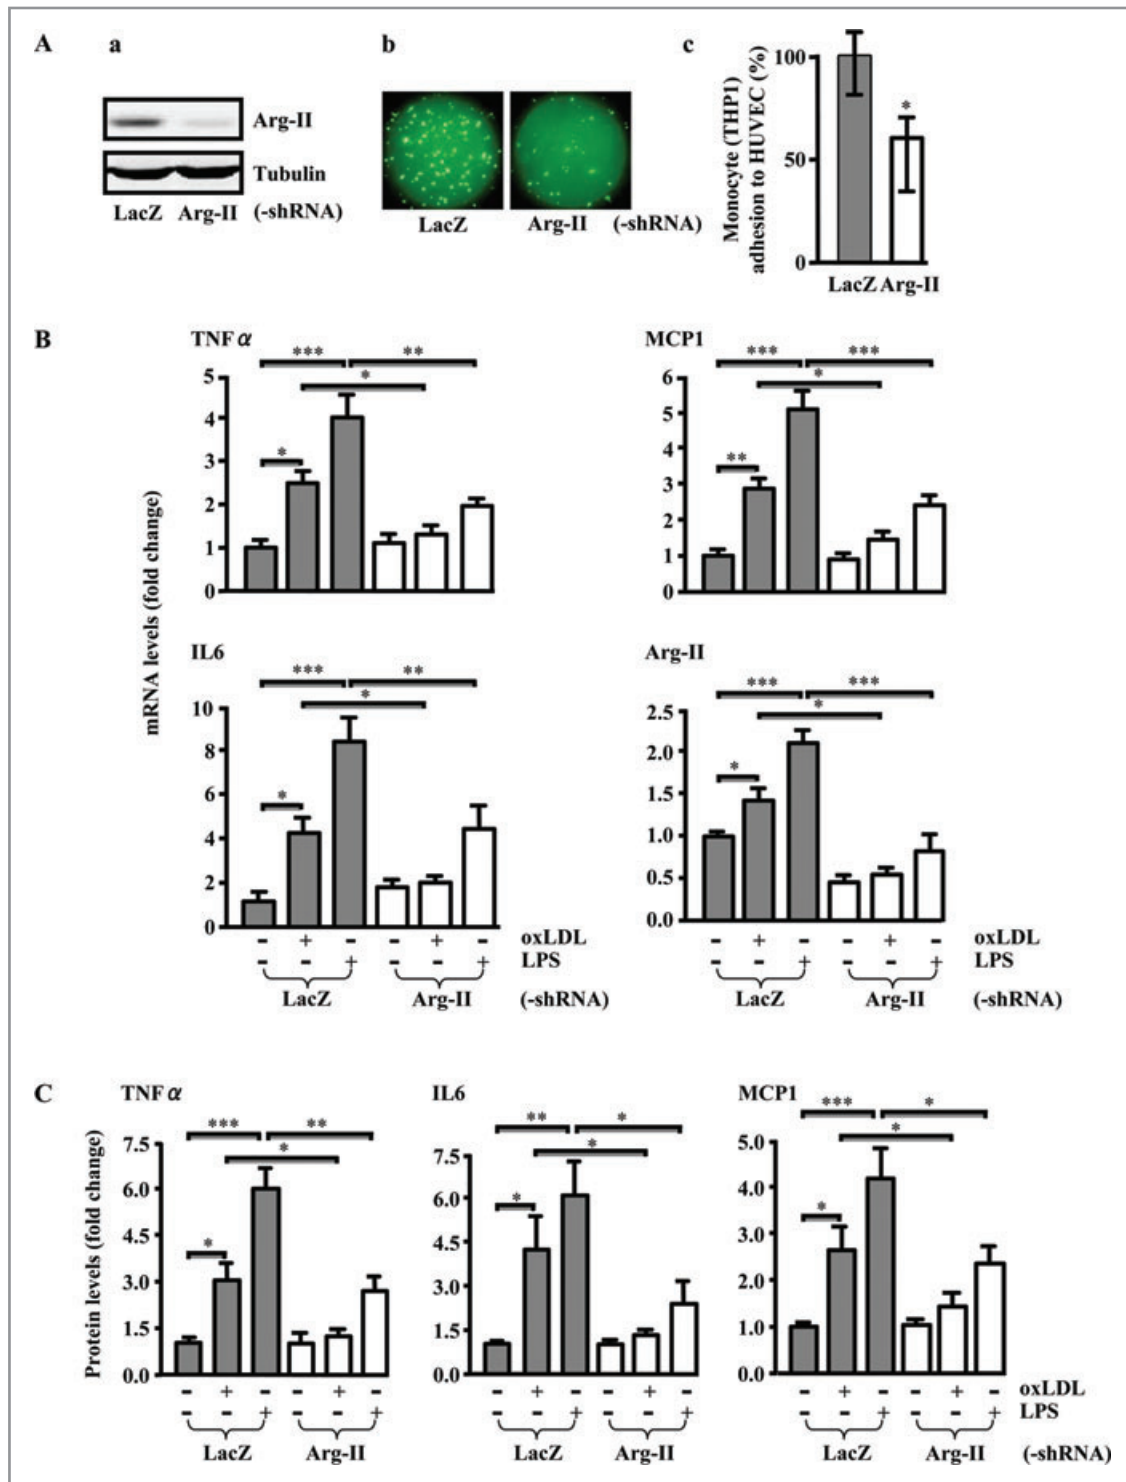 A a b c
Arg-II
Tubulin
LacZ Arg-II (-shRNA)
LacZ Arg-II (-shRNA)
Monocyte (THP1)
adhesion to HUVEC (%)
100
50
0
*
LacZ Arg-II
B
mRNA levels (fold change)
TNFα
*** **
*
*
5
4
3
2
1
0
MCP1
*** ***
*
**
6
5
4
3
2
1
0
IL6
*** **
*
*
10
8
6
4
2
0
- + - - + -
- - + - - +
LacZ Arg-II
Arg-II
*** ***
*
*
2.5
2.0
1.5
1.0
0.5
0.0
oxLDL - + - - + -
LPS - - + - - +
(-shRNA) LacZ Arg-II
C
Protein levels (fold change)
TNFα
*** **
*
*
7.5
6.0
4.5
3.0
1.5
0.0
- + - - + -
- - + - - +
LacZ Arg-II
IL6
** *
*
*
7.5
6.0
4.5
3.0
1.5
0.0
- + - - + -
- - + - - +
LacZ Arg-II
MCP1
*** *
*
*
5.0
4.0
3.0
2.0
1.0
0.0
- + - - + - oxLDL
- - + - - + LPS
LacZ Arg-II (-shRNA)